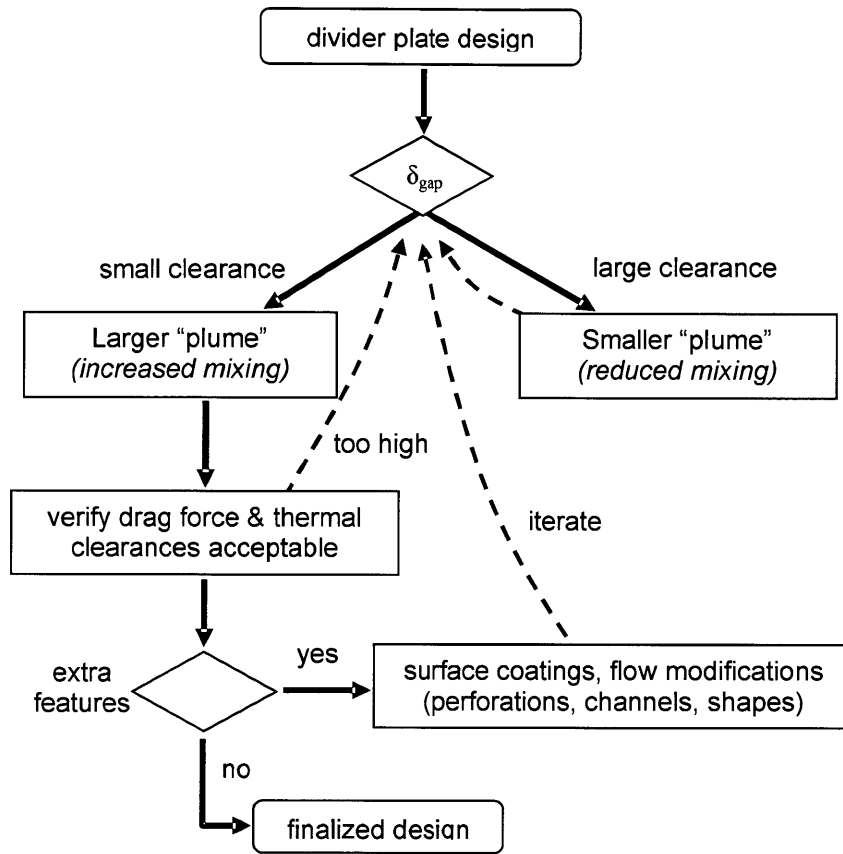 divider plate design
δgap
small clearance
large clearance
Larger “plume”
(increased mixing)
Smaller “plume”
(reduced mixing)
too high
verify drag force & thermal
clearances acceptable
iterate
extra
features
yes
surface coatings, flow modifications
(perforations, channels, shapes)
no
finalized design